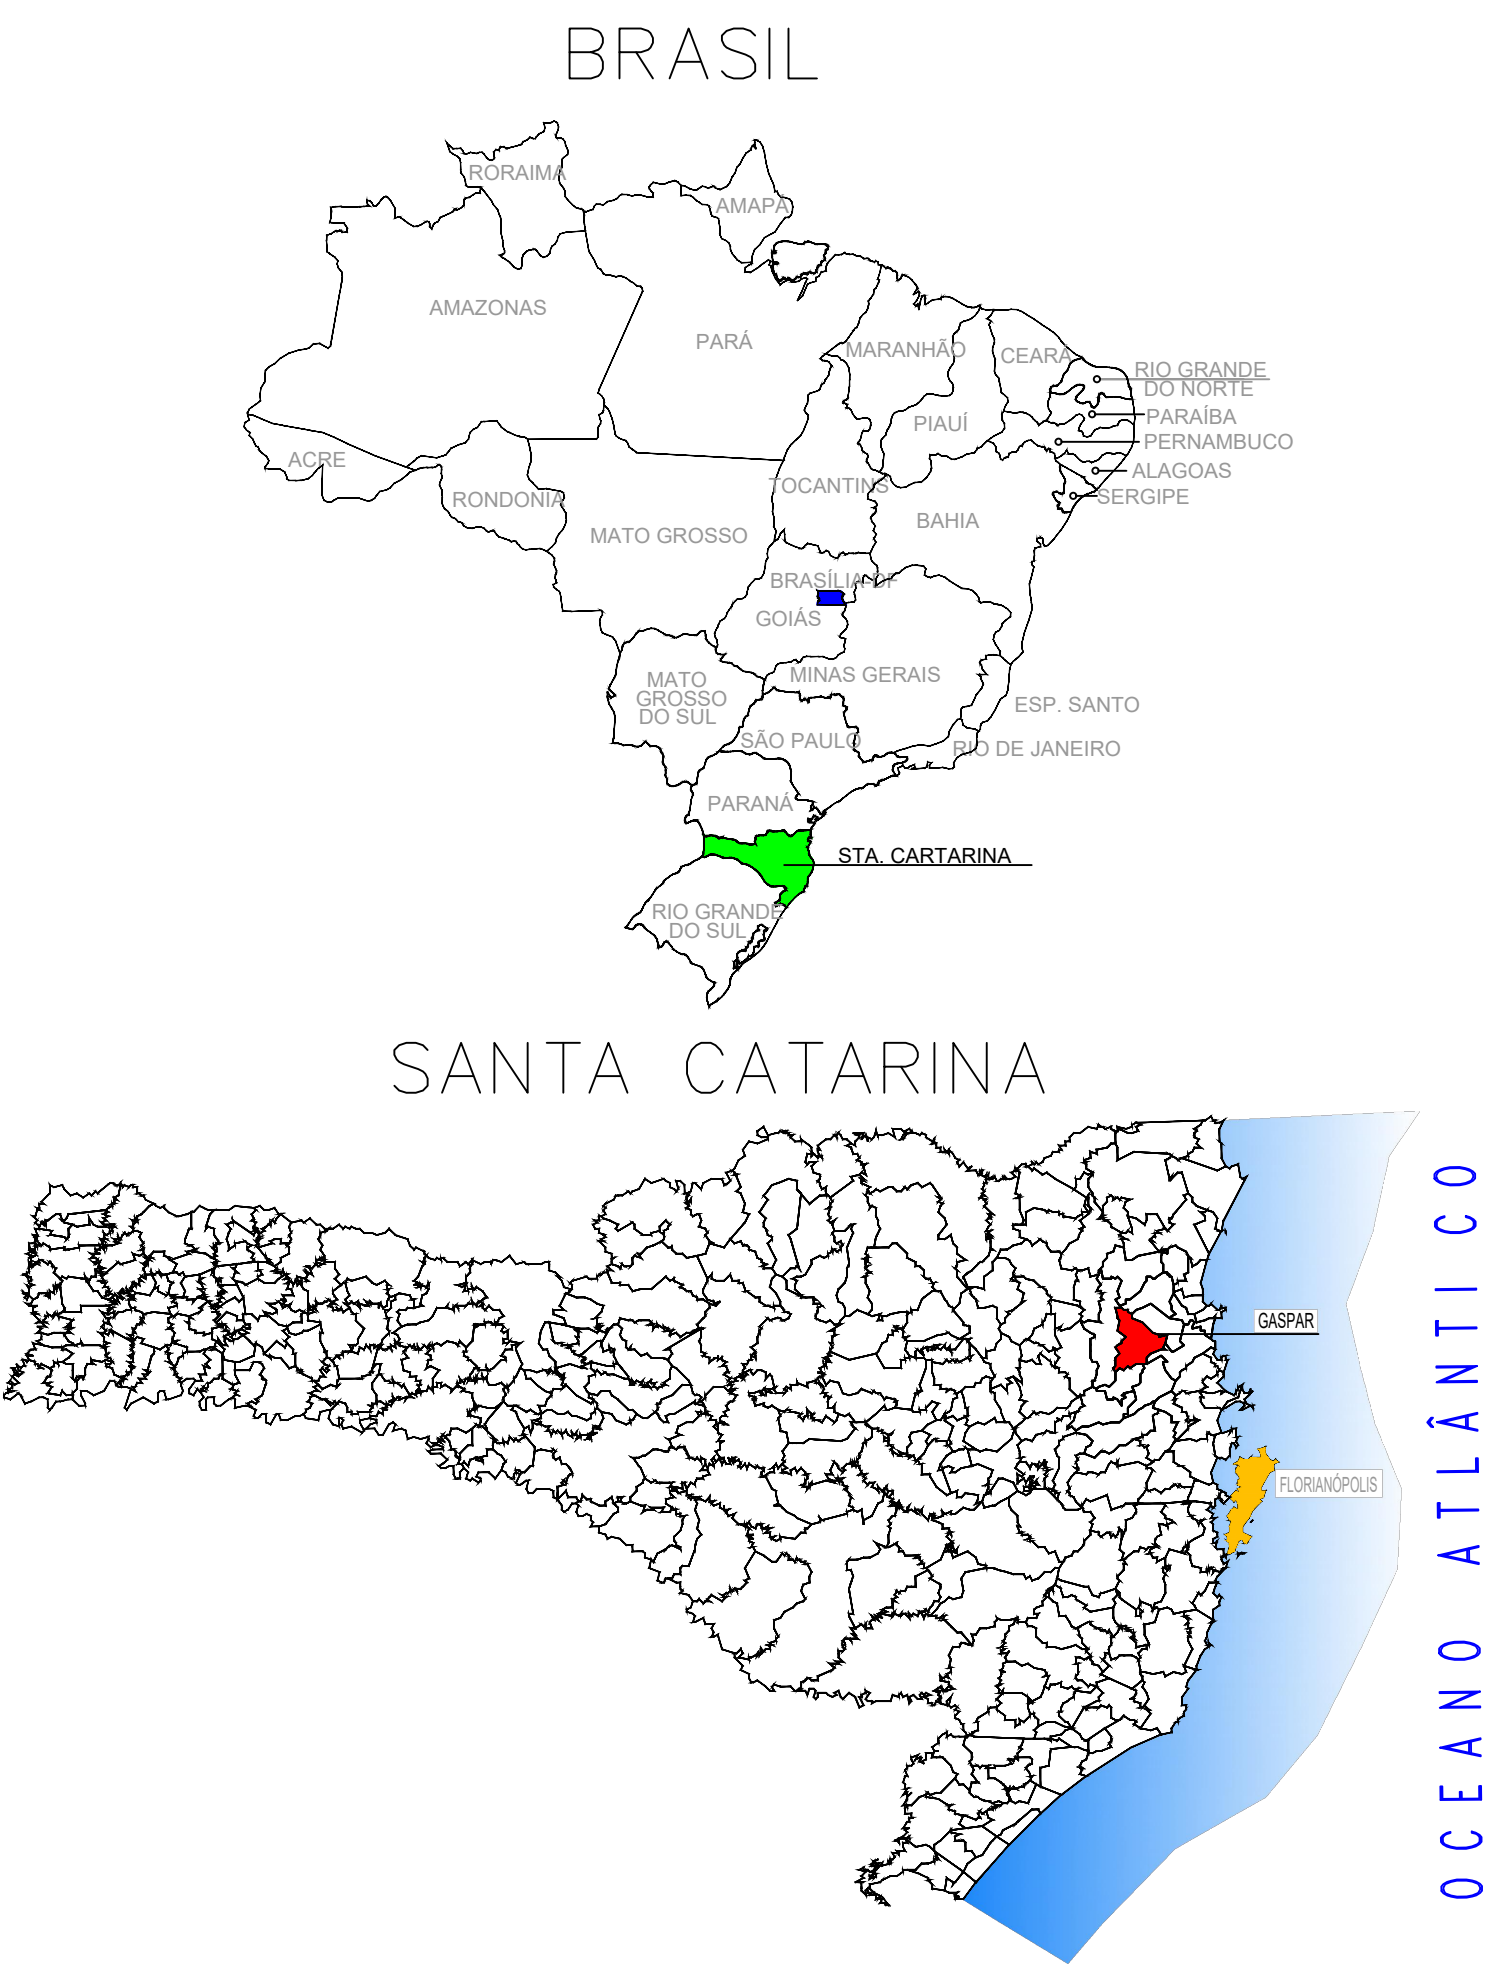 BRASIL
RORAIMA
AMAPÁ
AMAZONAS
PARÁ
MARANHÃO
CEARÁ
RIO GRANDE
DO NORTE
PARAÍBA
PIAUÍ
PERNAMBUCO
ACRE
ALAGOAS
TOCANTINS
SERGIPE
RONDONIA
BAHIA
MATO GROSSO
BRASÍLIA-DF
GOIÁS
MINAS GERAIS
MATO
GROSSO
DO SUL
ESP. SANTO
SÃO PAULO
RIO DE JANEIRO
PARANÁ
STA. CARTARINA
RIO GRANDE
DO SUL
SANTA CATARINA
GASPAR
FLORIANÓPOLIS
OCEANO ATLÂNTICO